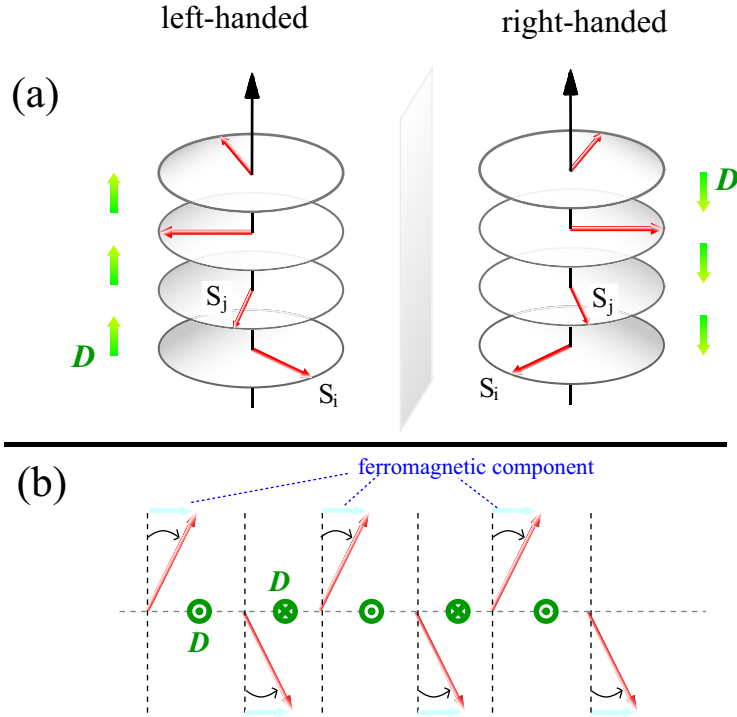 left-handed
right-handed
(a)
D
S_j
S_j
D
S_i
S_i
(b)
ferromagnetic component
D
D